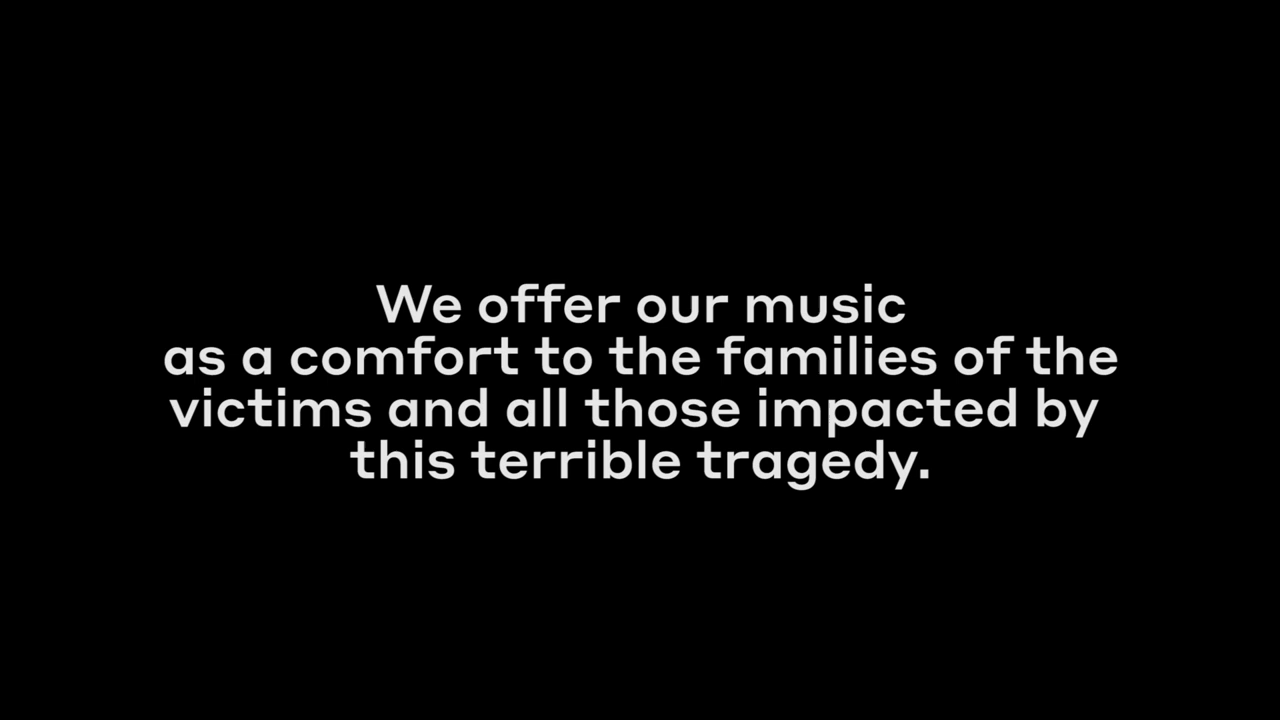 We offer our music
as a comfort to the families of the
victims and all those impacted by
this terrible tragedy.